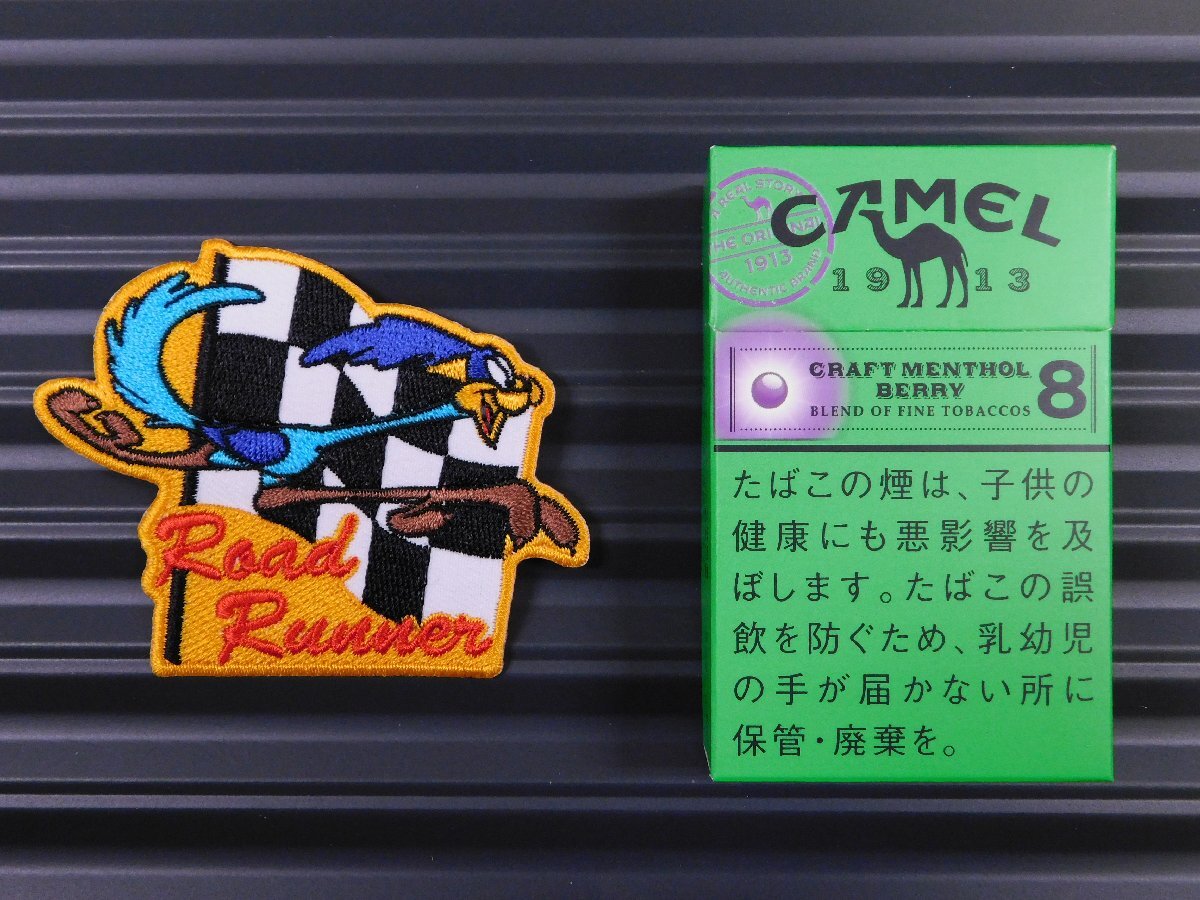 Road
Runner
A REAL STORY
THE ORIGINAL
1913
AUTHENTIC BRAND
CAMEL
1913
CRAFT MENTHOL
BERRY
BLEND OF FINE TOBACCOS
8
たばこの煙は、子供の
健康にも悪影響を及
ぼします。たばこの誤
飲を防ぐため、乳幼児
の手が届かない所に
保管・廃棄を。